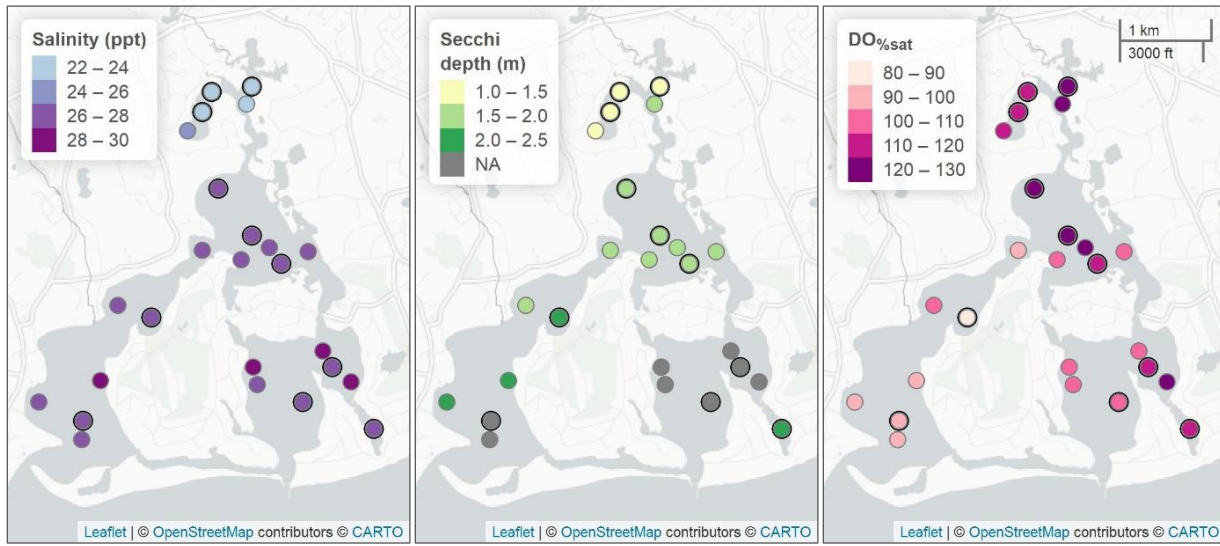 Salinity (ppt)
22 – 24
24 – 26
26 – 28
28 – 30
Leaflet | © OpenStreetMap contributors © CARTO
Secchi
depth (m)
1.0 – 1.5
1.5 – 2.0
2.0 – 2.5
NA
Leaflet | © OpenStreetMap contributors © CARTO
DO%sat
80 – 90
90 – 100
100 – 110
110 – 120
120 – 130
1 km
3000 ft
Leaflet | © OpenStreetMap contributors © CARTO